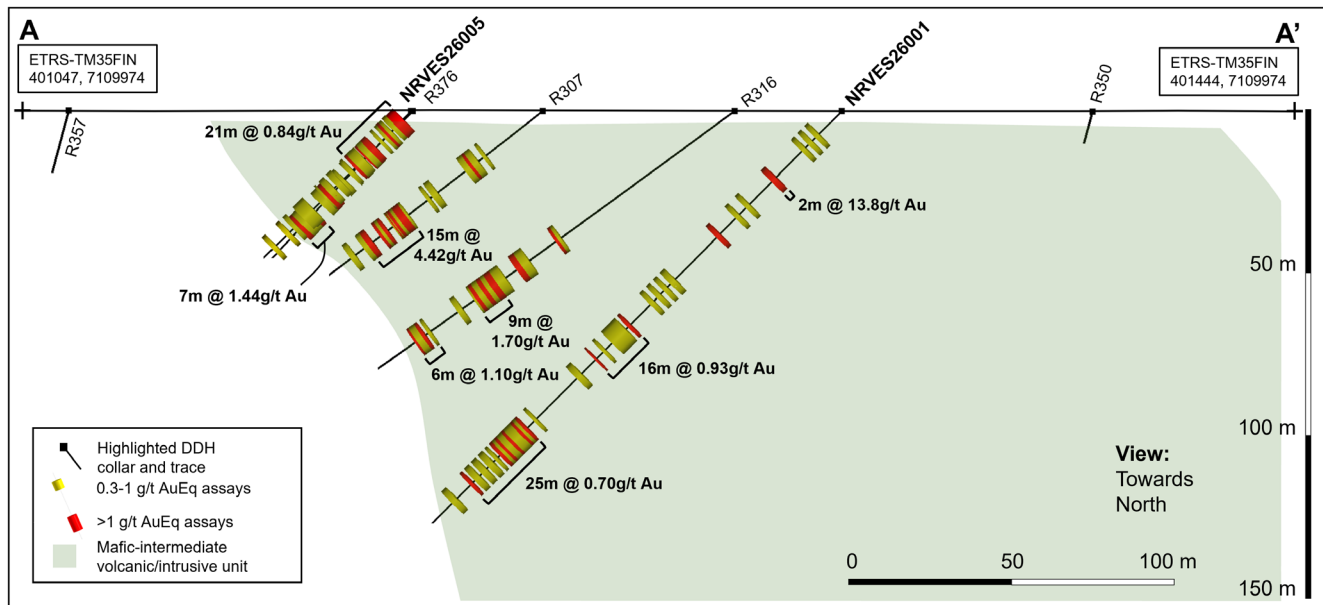 A
ETRS-TM35FIN
401047, 7109974
NRVES26005
R376
R307
R316
NRVES26001
R350
A'
ETRS-TM35FIN
401444, 7109974
R357
21m @ 0.84g/t Au
2m @ 13.8g/t Au
15m @
4.42g/t Au
7m @ 1.44g/t Au
50 m
9m @
1.70g/t Au
6m @ 1.10g/t Au
16m @ 0.93g/t Au
100 m
25m @ 0.70g/t Au
Highlighted DDH
collar and trace
0.3-1 g/t AuEq assays
>1 g/t AuEq assays
Mafic-intermediate
volcanic/intrusive unit
View:
Towards
North
0 50 100 m
150 m